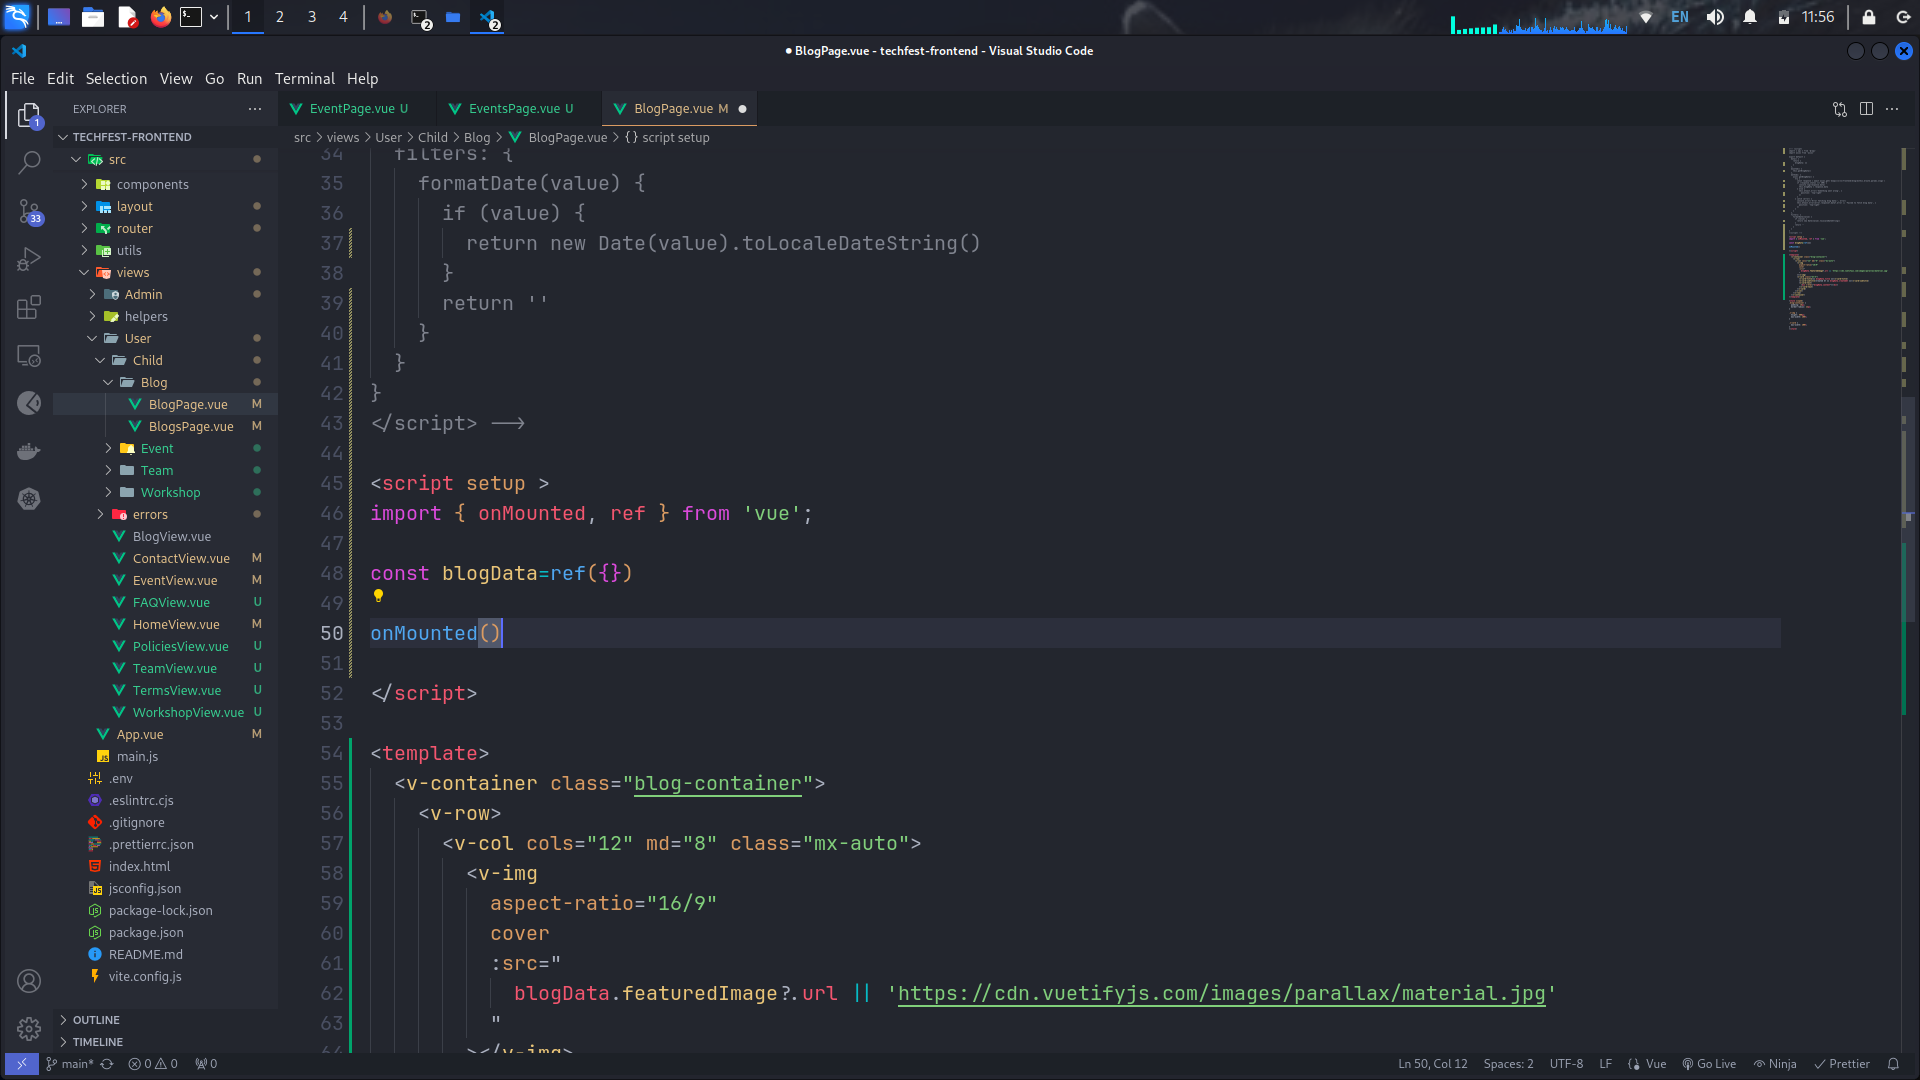 1
2
3
4
2
2
EN
11:56
● BlogPage.vue - techfest-frontend - Visual Studio Code
File Edit Selection View Go Run Terminal Help
EXPLORER
EventPage.vue U
EventsPage.vue U
BlogPage.vue M
src > views > User > Child > Blog > BlogPage.vue > {} script setup
1
33
TECHFEST-FRONTEND
src
components
layout
router
utils
views
Admin
helpers
User
Child
Blog
BlogPage.vue M
BlogsPage.vue M
Event
Team
Workshop
errors
BlogView.vue
ContactView.vue M
EventView.vue M
FAQView.vue U
HomeView.vue M
PoliciesView.vue U
TeamView.vue U
TermsView.vue U
WorkshopView.vue U
App.vue M
main.js
.env
.eslintrc.cjs
.gitignore
.prettierrc.json
index.html
jsconfig.json
package-lock.json
package.json
README.md
vite.config.js
OUTLINE
TIMELINE
34 filters: {
35 formatDate(value) {
36 if (value) {
37 return new Date(value).toLocaleDateString()
38 }
39 return ''
40 }
41 }
42 }
43 </script> -->
44
45 <script setup >
46 import { onMounted, ref } from 'vue';
47
48 const blogData=ref({})
49
50 onMounted()
51
52 </script>
53
54 <template>
55 <v-container class="blog-container">
56 <v-row>
57 <v-col cols="12" md="8" class="mx-auto">
58 <v-img
59 aspect-ratio="16/9"
60 cover
61 :src="
62 blogData.featuredImage?.url || 'https://cdn.vuetifyjs.com/images/parallax/material.jpg'
63 "
64 ></v-img>
main* 0 0 0
Ln 50, Col 12 Spaces: 2 UTF-8 LF {} Vue Go Live Ninja Prettier